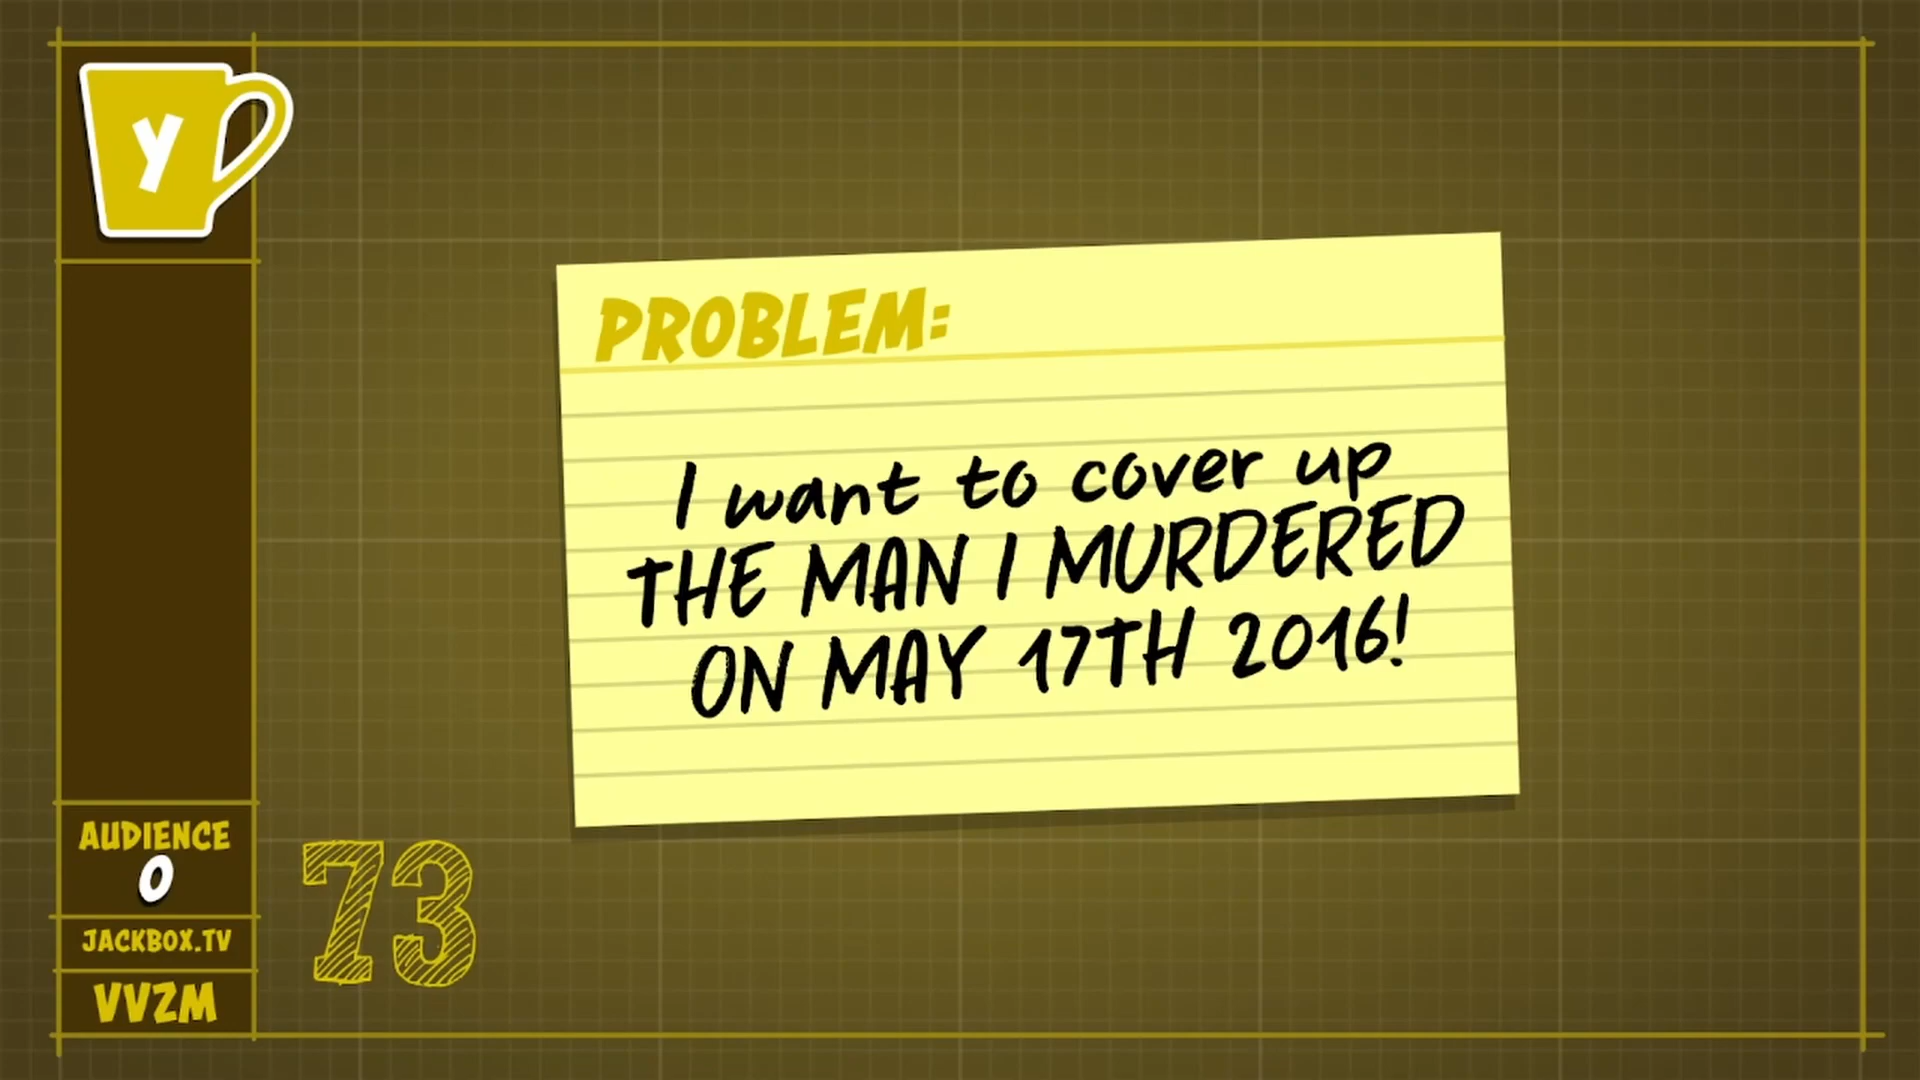 Y
PROBLEM:
I want to cover up
THE MAN I MURDERED
ON MAY 17TH 2016!
AUDIENCE
0
73
JACKBOX.TV
VVZM